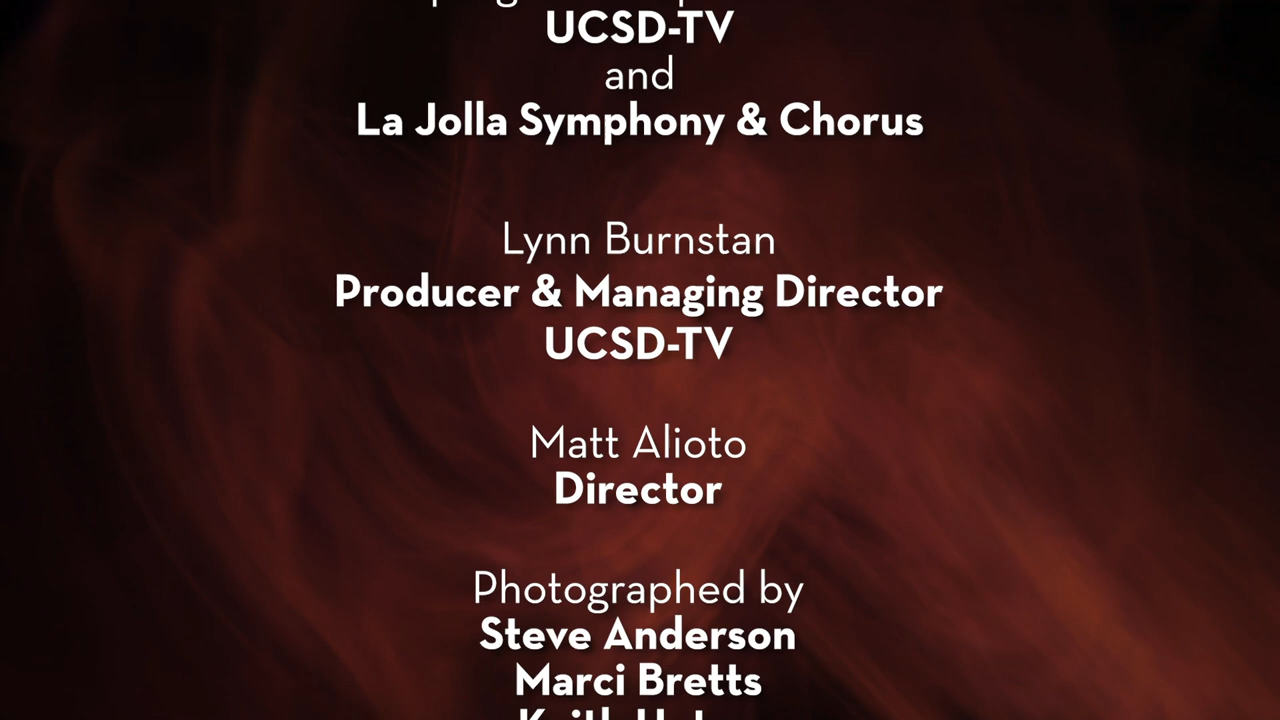 UCSD-TV
and
La Jolla Symphony & Chorus
Lynn Burnstan
Producer & Managing Director
UCSD-TV
Matt Alioto
Director
Photographed by
Steve Anderson
Marci Bretts